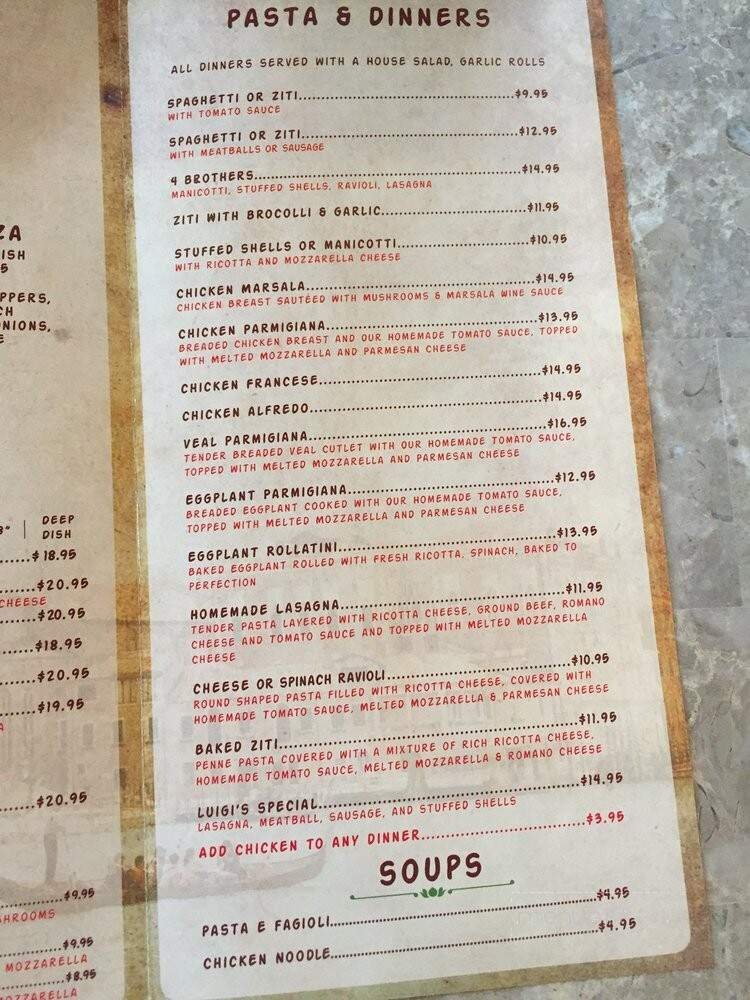 ZA
ISH
5
PPERS,
CH
NIONS,
E
3" | DEEP DISH
......$18.95
......$20.95
CHEESE
......$20.95
......$18.95
......$20.95
......$19.95
A
......$20.95
......$9.95
SHROOMS
......$9.95
MOZZARELLA
......$8.95
MOZZARELLA
PASTA & DINNERS
ALL DINNERS SERVED WITH A HOUSE SALAD, GARLIC ROLLS
SPAGHETTI OR ZITI......$9.95
WITH TOMATO SAUCE
SPAGHETTI OR ZITI......$12.95
WITH MEATBALLS OR SAUSAGE
4 BROTHERS......$14.95
MANICOTTI, STUFFED SHELLS, RAVIOLI, LASAGNA
ZITI WITH BROCOLLI & GARLIC......$11.95
STUFFED SHELLS OR MANICOTTI......$10.95
WITH RICOTTA AND MOZZARELLA CHEESE
CHICKEN MARSALA......$14.95
CHICKEN BREAST SAUTÉED WITH MUSHROOMS & MARSALA WINE SAUCE
CHICKEN PARMIGIANA......$13.95
BREADED CHICKEN BREAST AND OUR HOMEMADE TOMATO SAUCE, TOPPED
WITH MELTED MOZZARELLA AND PARMESAN CHEESE
CHICKEN FRANCESE......$14.95
CHICKEN ALFREDO......$14.95
VEAL PARMIGIANA......$16.95
TENDER BREADED VEAL CUTLET WITH OUR HOMEMADE TOMATO SAUCE,
TOPPED WITH MELTED MOZZARELLA AND PARMESAN CHEESE
EGGPLANT PARMIGIANA......$12.95
BREADED EGGPLANT COOKED WITH OUR HOMEMADE TOMATO SAUCE,
TOPPED WITH MELTED MOZZARELLA AND PARMESAN CHEESE
EGGPLANT ROLLATINI......$13.95
BAKED EGGPLANT ROLLED WITH FRESH RICOTTA, SPINACH, BAKED TO
PERFECTION
HOMEMADE LASAGNA......$11.95
TENDER PASTA LAYERED WITH RICOTTA CHEESE, GROUND BEEF, ROMANO
CHEESE AND TOMATO SAUCE AND TOPPED WITH MELTED MOZZARELLA
CHEESE
CHEESE OR SPINACH RAVIOLI......$10.95
ROUND SHAPED PASTA FILLED WITH RICOTTA CHEESE, COVERED WITH
HOMEMADE TOMATO SAUCE, MELTED MOZZARELLA & PARMESAN CHEESE
BAKED ZITI......$11.95
PENNE PASTA COVERED WITH A MIXTURE OF RICH RICOTTA CHEESE,
HOMEMADE TOMATO SAUCE, MELTED MOZZARELLA & ROMANO CHEESE
LUIGI'S SPECIAL......$14.95
LASAGNA, MEATBALL, SAUSAGE, AND STUFFED SHELLS
ADD CHICKEN TO ANY DINNER......$3.95
SOUPS
PASTA E FAGIOLI......$4.95
CHICKEN NOODLE......$4.95